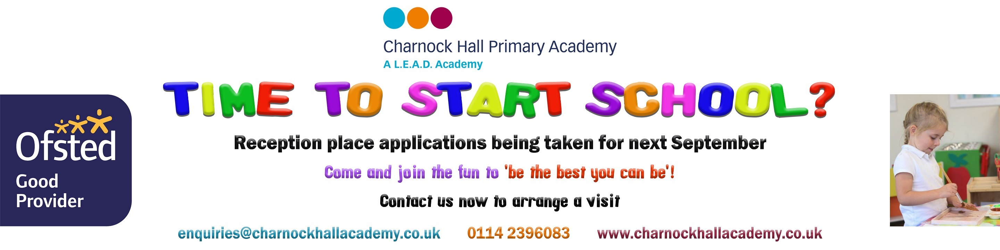 Charnock Hall Primary Academy
A L.E.A.D. Academy
TIME TO START SCHOOL?
Ofsted
Good
Provider
Reception place applications being taken for next September
Come and join the fun to 'be the best you can be'!
Contact us now to arrange a visit
enquiries@charnockhallacademy.co.uk 0114 2396083 www.charnockhallacademy.co.uk